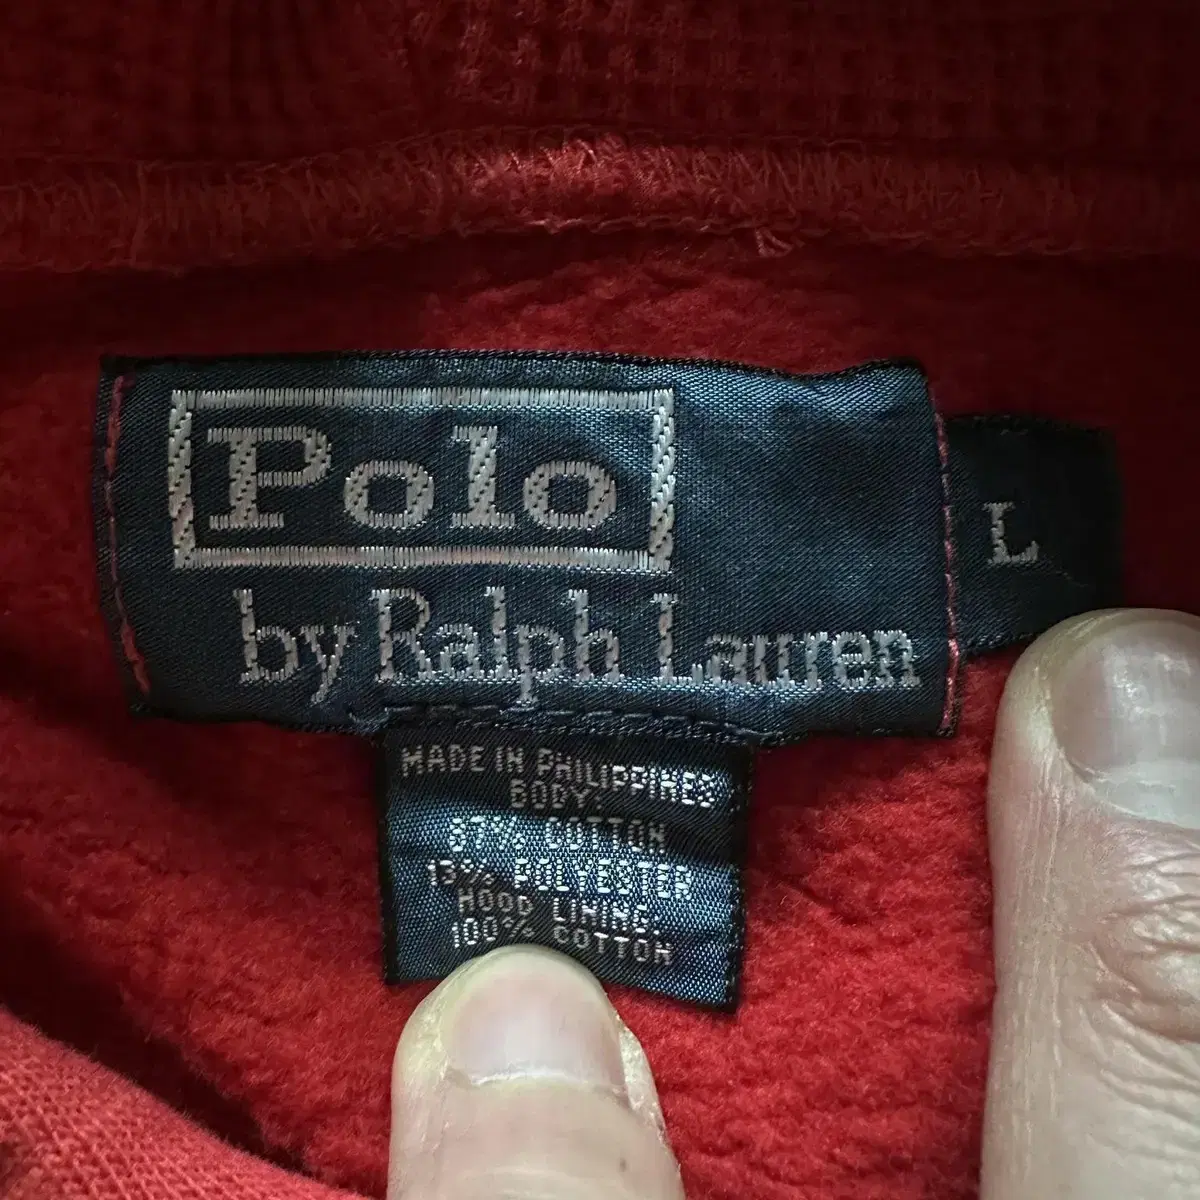 Polo
by Ralph Lauren
L
MADE IN PHILIPPINES
BODY:
87% COTTON
13% POLYESTER
HOOD LINING:
100% COTTON